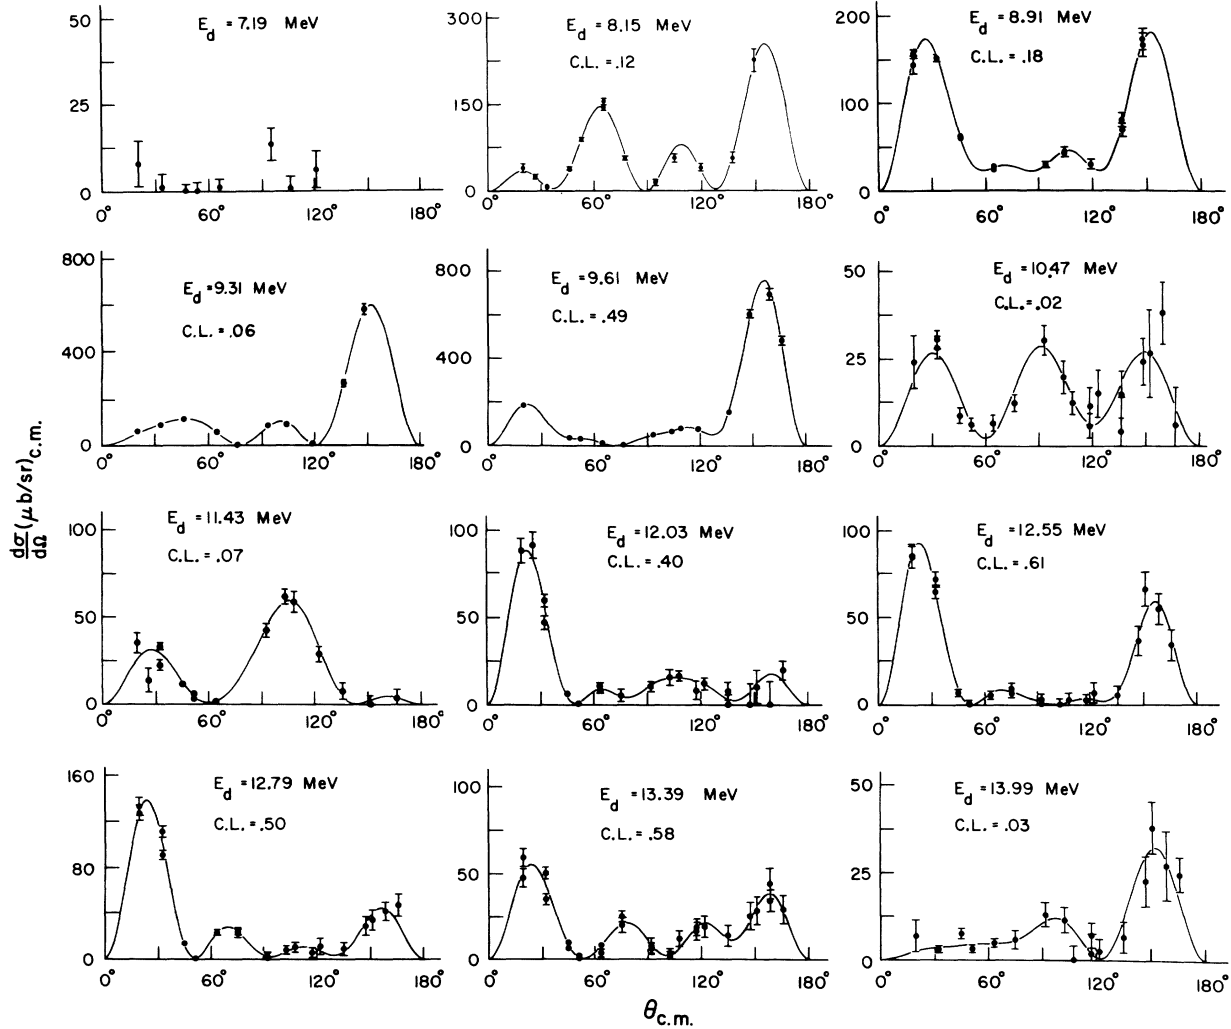 E_d = 7.19 MeV
50
25
0
0° 60° 120° 180°
E_d = 8.15 MeV
C.L. = .12
300
150
0
0° 60° 120° 180°
E_d = 8.91 MeV
C.L. = .18
200
100
0
0° 60° 120° 180°
E_d = 9.31 MeV
C.L. = .06
800
400
0
0° 60° 120° 180°
E_d = 9.61 MeV
C.L. = .49
800
400
0
0° 60° 120° 180°
E_d = 10.47 MeV
C.L. = .02
50
25
0
0° 60° 120° 180°
dσ/dΩ (μb/sr)c.m.
E_d = 11.43 MeV
C.L. = .07
100
50
0
0° 60° 120° 180°
E_d = 12.03 MeV
C.L. = .40
100
50
0
0° 60° 120° 180°
E_d = 12.55 MeV
C.L. = .61
100
50
0
0° 60° 120° 180°
E_d = 12.79 MeV
C.L. = .50
160
80
0
0° 60° 120° 180°
E_d = 13.39 MeV
C.L. = .58
100
50
0
0° 60° 120° 180°
E_d = 13.99 MeV
C.L. = .03
50
25
0
0° 60° 120° 180°
θc.m.